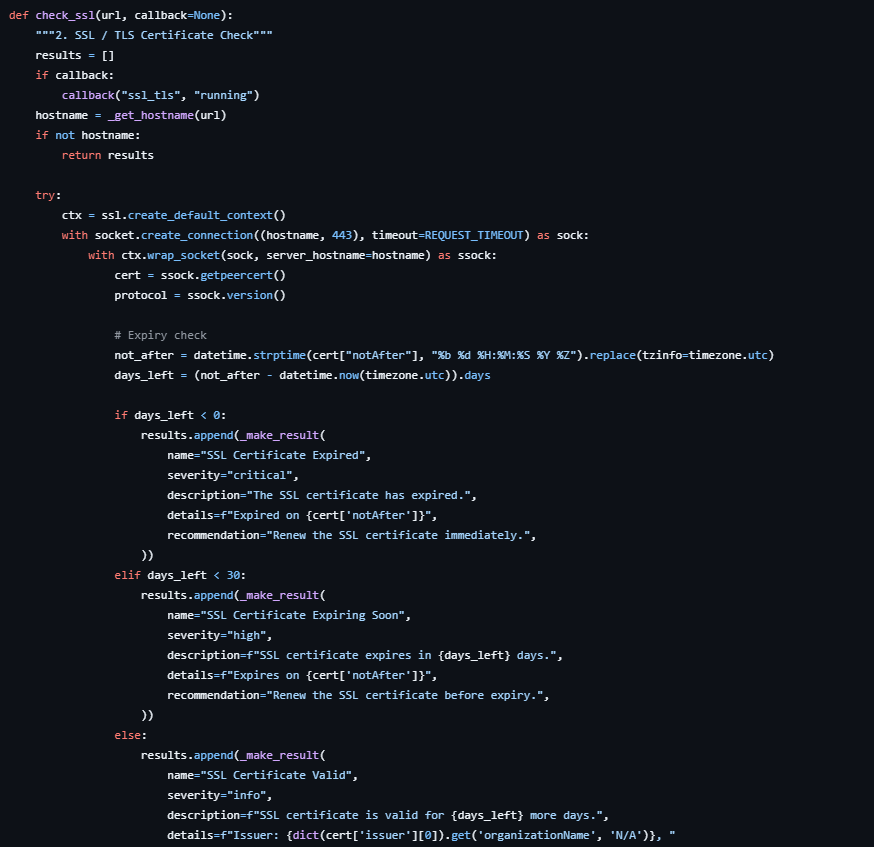 def check_ssl(url, callback=None):
    """2. SSL / TLS Certificate Check"""
    results = []
    if callback:
        callback("ssl_tls", "running")
    hostname = _get_hostname(url)
    if not hostname:
        return results

    try:
        ctx = ssl.create_default_context()
        with socket.create_connection((hostname, 443), timeout=REQUEST_TIMEOUT) as sock:
            with ctx.wrap_socket(sock, server_hostname=hostname) as ssock:
                cert = ssock.getpeercert()
                protocol = ssock.version()

                # Expiry check
                not_after = datetime.strptime(cert["notAfter"], "%b %d %H:%M:%S %Y %Z").replace(tzinfo=timezone.utc)
                days_left = (not_after - datetime.now(timezone.utc)).days

                if days_left < 0:
                    results.append(_make_result(
                        name="SSL Certificate Expired",
                        severity="critical",
                        description="The SSL certificate has expired.",
                        details=f"Expired on {cert['notAfter']}",
                        recommendation="Renew the SSL certificate immediately.",
                    ))
                elif days_left < 30:
                    results.append(_make_result(
                        name="SSL Certificate Expiring Soon",
                        severity="high",
                        description=f"SSL certificate expires in {days_left} days.",
                        details=f"Expires on {cert['notAfter']}",
                        recommendation="Renew the SSL certificate before expiry.",
                    ))
                else:
                    results.append(_make_result(
                        name="SSL Certificate Valid",
                        severity="info",
                        description=f"SSL certificate is valid for {days_left} more days.",
                        details=f"Issuer: {dict(cert['issuer'][0]).get('organizationName', 'N/A')}, "